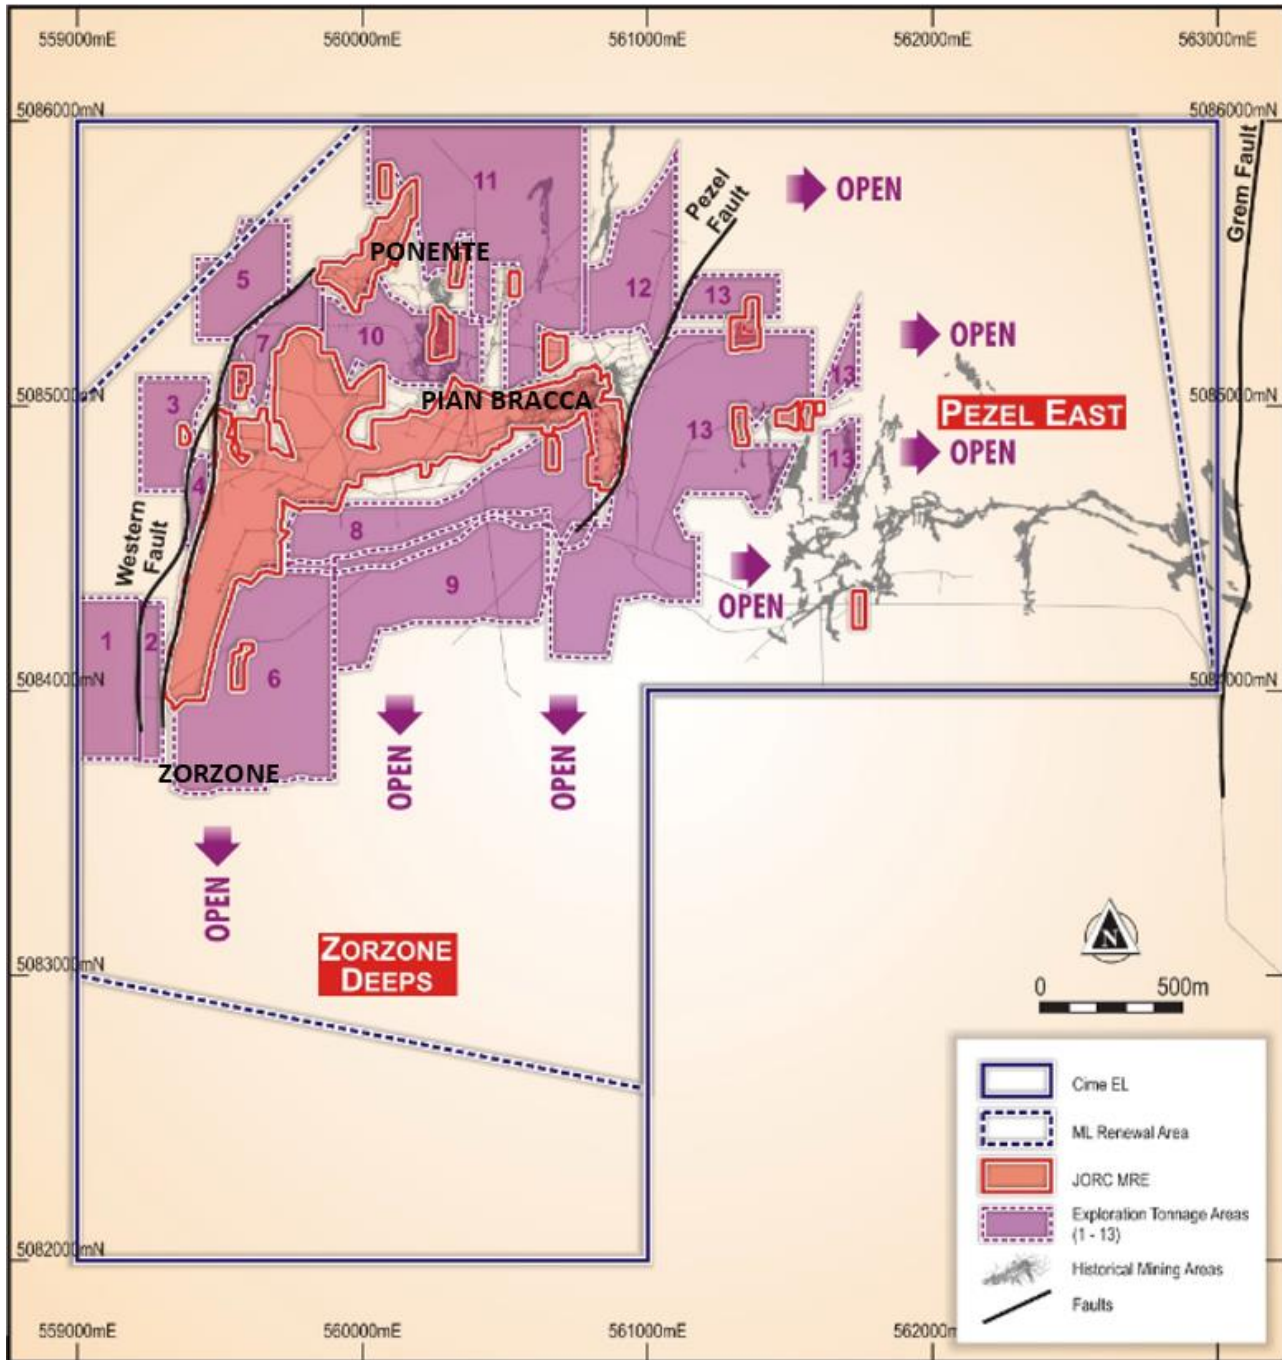 559000mE
560000mE
561000mE
562000mE
563000mE
5086000mN
5086000mN
Grem Fault
11
OPEN
Pezel
Fault
PONENTE
5
12
13
7
10
OPEN
13
5085000mN
5085000mN
3
PIAN BRACCA
PEZEL EAST
13
13
OPEN
4
Western
Fault
8
9
OPEN
1
2
6
5084000mN
5084000mN
ZORZONE
OPEN
OPEN
OPEN
ZORZONE
DEEPS
N
5083000mN
0
500m
Cime EL
ML Renewal Area
JORC MRE
Exploration Tonnage Areas
(1 - 13)
Historical Mining Areas
Faults
5082000mN
559000mE
560000mE
561000mE